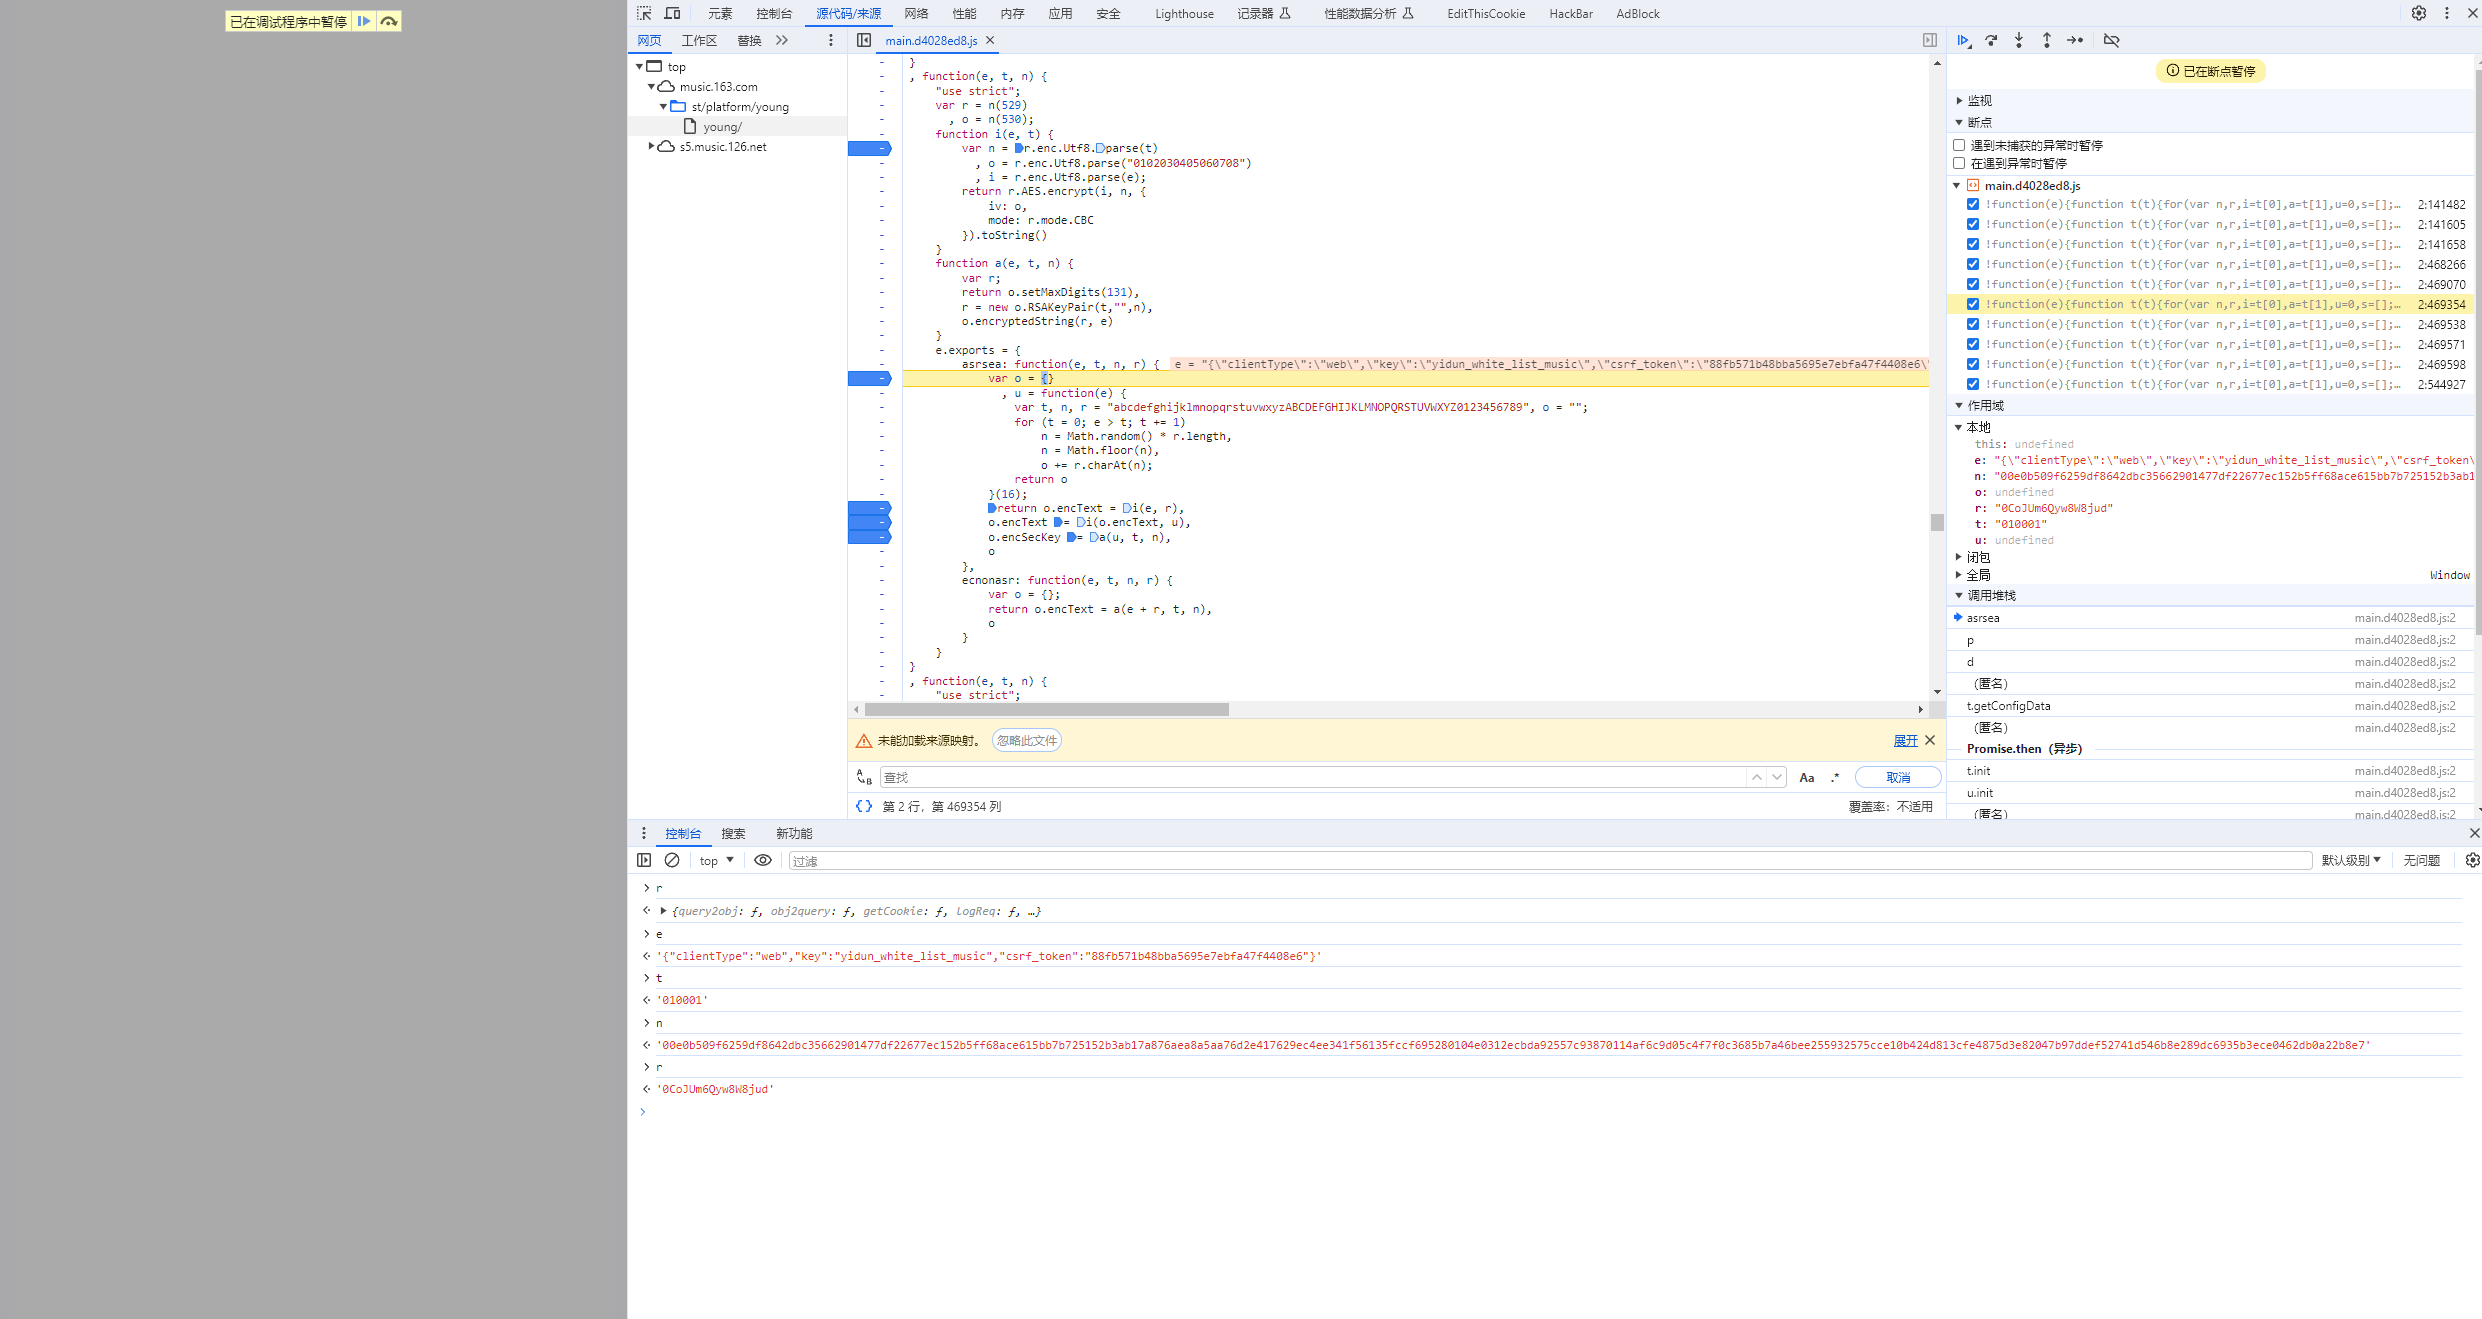 已在调试程序中暂停
元素 控制台 源代码/来源 网络 性能 内存 应用 安全 Lighthouse 记录器 性能数据分析 EditThisCookie HackBar AdBlock
网页 工作区 替换
main.d4028ed8.js
top
music.163.com
st/platform/young
young/
s5.music.126.net
}
, function(e, t, n) {
"use strict";
var r = n(529)
, o = n(530);
function i(e, t) {
var n = r.enc.Utf8.parse(t)
, o = r.enc.Utf8.parse("0102030405060708")
, i = r.enc.Utf8.parse(e);
return r.AES.encrypt(i, n, {
iv: o,
mode: r.mode.CBC
}).toString()
}
function a(e, t, n) {
var r;
return o.setMaxDigits(131),
r = new o.RSAKeyPair(t,"",n),
o.encryptedString(r, e)
}
e.exports = {
asrsea: function(e, t, n, r) { e = "{\"clientType\":\"web\",\"key\":\"yidun_white_list_music\",\"csrf_token\":\"88fb571b48bba5695e7ebfa47f4408e6\"
var o = {}
, u = function(e) {
var t, n, r = "abcdefghijklmnopqrstuvwxyzABCDEFGHIJKLMNOPQRSTUVWXYZ0123456789", o = "";
for (t = 0; e > t; t += 1)
n = Math.random() * r.length,
n = Math.floor(n),
o += r.charAt(n);
return o
}(16);
return o.encText = i(e, r),
o.encText = i(o.encText, u),
o.encSecKey = a(u, t, n),
o
},
ecnonasr: function(e, t, n, r) {
var o = {};
return o.encText = a(e + r, t, n),
o
}
}
}
, function(e, t, n) {
"use strict";
未能加载来源映射。 忽略此文件 展开
查找 Aa .* 取消
{} 第 2 行，第 469354 列 覆盖率：不适用
已在断点暂停
监视
断点
遇到未捕获的异常时暂停
在遇到异常时暂停
main.d4028ed8.js
!function(e){function t(t){for(var n,r,i=t[0],a=t[1],u=0,s=[];… 2:141482
!function(e){function t(t){for(var n,r,i=t[0],a=t[1],u=0,s=[];… 2:141605
!function(e){function t(t){for(var n,r,i=t[0],a=t[1],u=0,s=[];… 2:141658
!function(e){function t(t){for(var n,r,i=t[0],a=t[1],u=0,s=[];… 2:468266
!function(e){function t(t){for(var n,r,i=t[0],a=t[1],u=0,s=[];… 2:469070
!function(e){function t(t){for(var n,r,i=t[0],a=t[1],u=0,s=[];… 2:469354
!function(e){function t(t){for(var n,r,i=t[0],a=t[1],u=0,s=[];… 2:469538
!function(e){function t(t){for(var n,r,i=t[0],a=t[1],u=0,s=[];… 2:469571
!function(e){function t(t){for(var n,r,i=t[0],a=t[1],u=0,s=[];… 2:469598
!function(e){function t(t){for(var n,r,i=t[0],a=t[1],u=0,s=[];… 2:544927
作用域
本地
this: undefined
e: "{\"clientType\":\"web\",\"key\":\"yidun_white_list_music\",\"csrf_token\
n: "00e0b509f6259df8642dbc35662901477df22677ec152b5ff68ace615bb7b725152b3ab1
o: undefined
r: "0CoJUm6Qyw8W8jud"
t: "010001"
u: undefined
闭包
全局 Window
调用堆栈
asrsea main.d4028ed8.js:2
p main.d4028ed8.js:2
d main.d4028ed8.js:2
（匿名） main.d4028ed8.js:2
t.getConfigData main.d4028ed8.js:2
（匿名） main.d4028ed8.js:2
Promise.then（异步）
t.init main.d4028ed8.js:2
u.init main.d4028ed8.js:2
（匿名） main.d4028ed8.js:2
控制台 搜索 新功能
top 过滤 默认级别 无问题
r
{query2obj: ƒ, obj2query: ƒ, getCookie: ƒ, logReq: ƒ, …}
e
'{"clientType":"web","key":"yidun_white_list_music","csrf_token":"88fb571b48bba5695e7ebfa47f4408e6"}'
t
'010001'
n
'00e0b509f6259df8642dbc35662901477df22677ec152b5ff68ace615bb7b725152b3ab17a876aea8a5aa76d2e417629ec4ee341f56135fccf695280104e0312ecbda92557c93870114af6c9d05c4f7f0c3685b7a46bee255932575cce10b424d813cfe4875d3e82047b97ddef52741d546b8e289dc6935b3ece0462db0a22b8e7'
r
'0CoJUm6Qyw8W8jud'